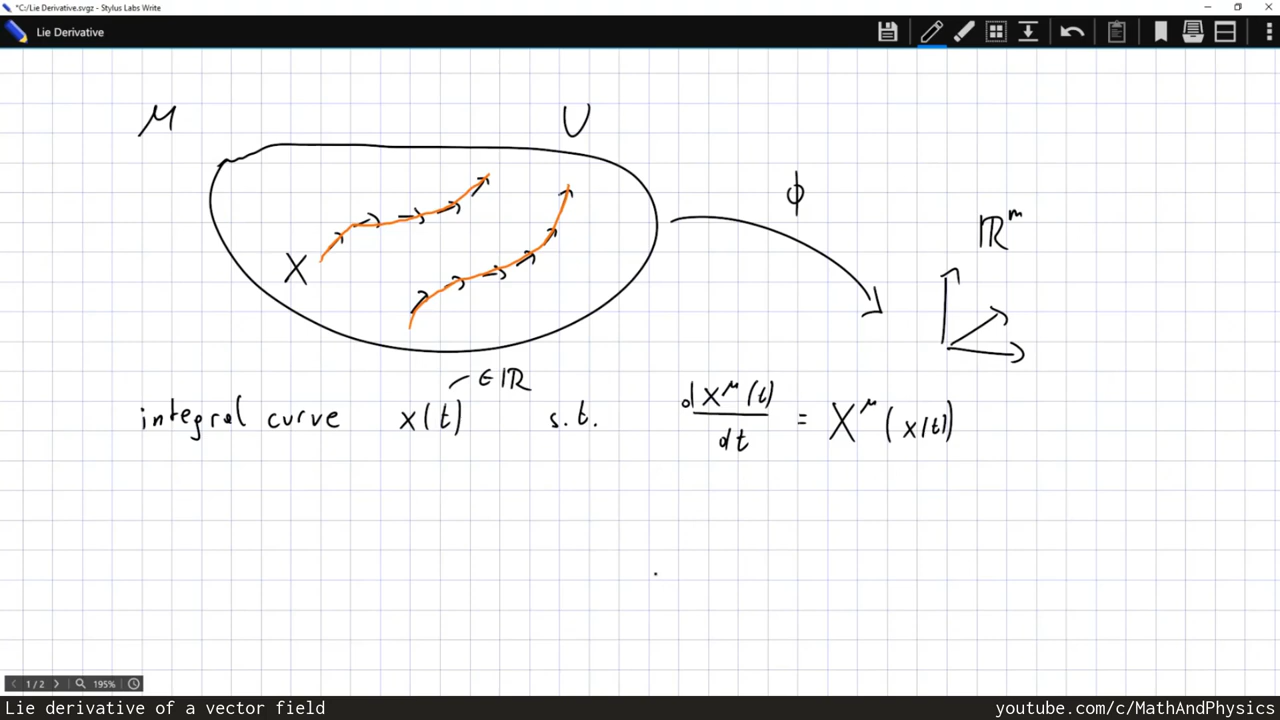 *C:/Lie Derivative.svgz - Stylus Labs Write
Lie Derivative
M
U
ϕ
ℝᵐ
X
∈ ℝ
integral curve x(t) s.t. dx^μ(t)/dt = X^μ(x(t))
1 / 2 195%
Lie derivative of a vector field youtube.com/c/MathAndPhysics